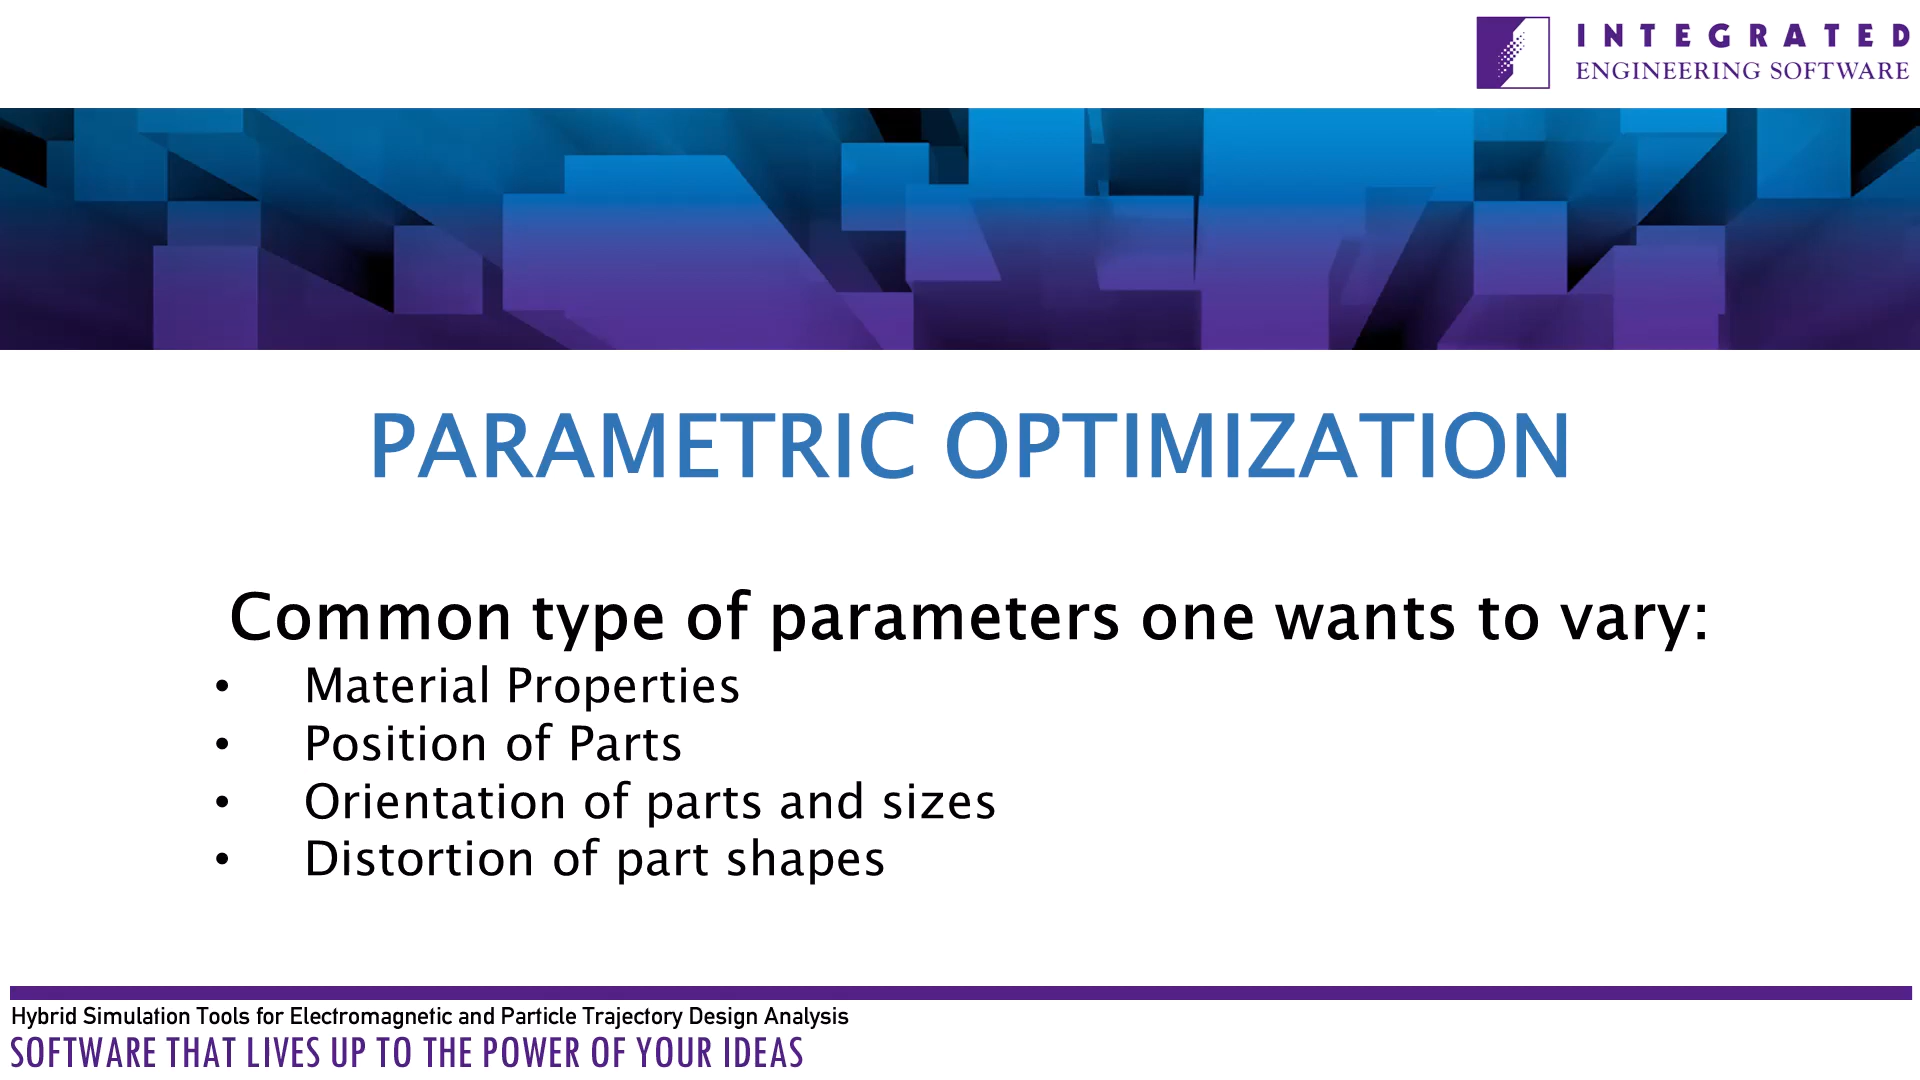 INTEGRATED
ENGINEERING SOFTWARE
PARAMETRIC OPTIMIZATION
Common type of parameters one wants to vary:
• Material Properties
• Position of Parts
• Orientation of parts and sizes
• Distortion of part shapes
Hybrid Simulation Tools for Electromagnetic and Particle Trajectory Design Analysis
SOFTWARE THAT LIVES UP TO THE POWER OF YOUR IDEAS